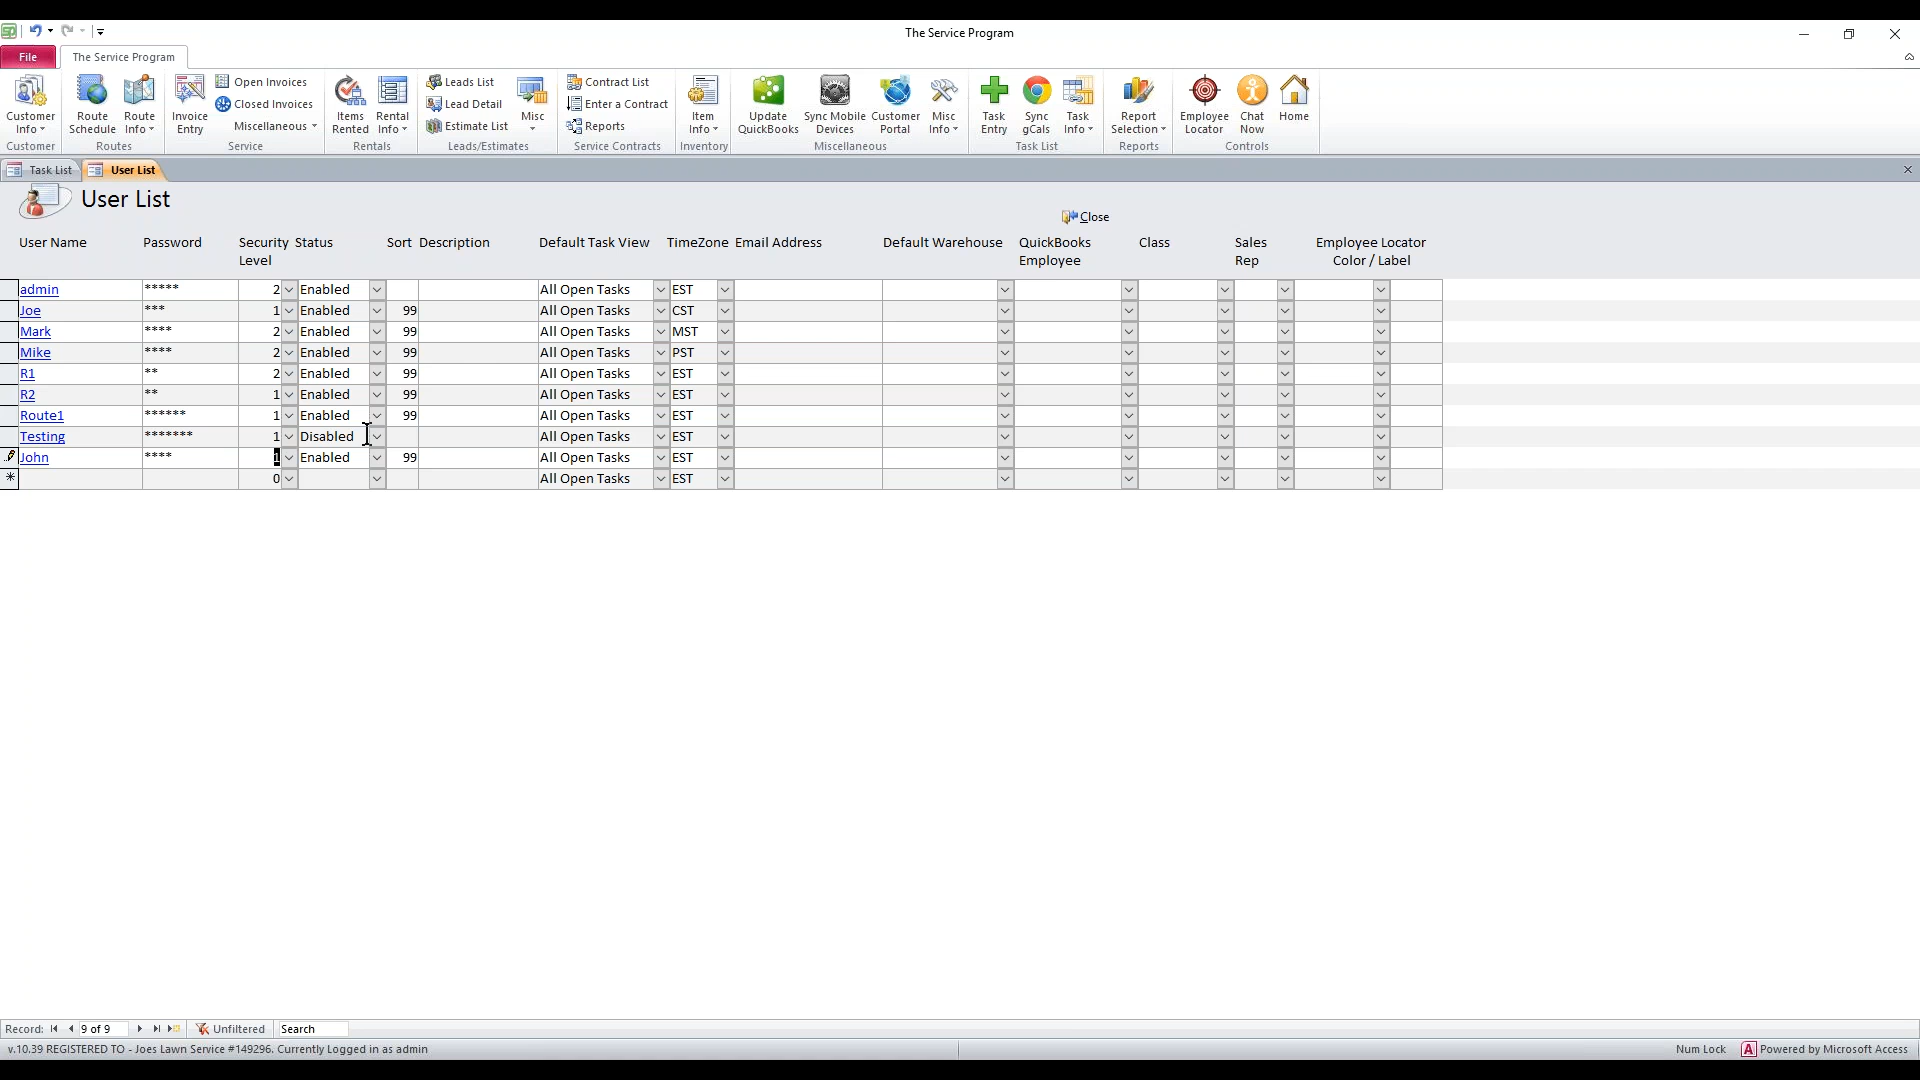 The Service Program
File The Service Program
Customer Info Route Schedule Route Info Invoice Entry Open Invoices Closed Invoices Miscellaneous Items Rented Rental Info Leads List Lead Detail Estimate List Misc Contract List Enter a Contract Reports Item Info Update QuickBooks Sync Mobile Devices Customer Portal Misc Info Task Entry Sync gCals Task Info Report Selection Employee Locator Chat Now Home
Customer Routes Service Rentals Leads/Estimates Service Contracts Inventory Miscellaneous Task List Reports Controls
Task List User List
User List
Close
User Name Password Security Level Status Sort Description Default Task View TimeZone Email Address Default Warehouse QuickBooks Employee Class Sales Rep Employee Locator Color / Label
admin ***** 2 Enabled All Open Tasks EST
Joe *** 1 Enabled 99 All Open Tasks CST
Mark **** 2 Enabled 99 All Open Tasks MST
Mike **** 2 Enabled 99 All Open Tasks PST
R1 ** 2 Enabled 99 All Open Tasks EST
R2 ** 1 Enabled 99 All Open Tasks EST
Route1 ****** 1 Enabled 99 All Open Tasks EST
Testing ******* 1 Disabled All Open Tasks EST
John **** 1 Enabled 99 All Open Tasks EST
0 All Open Tasks EST
Record: 9 of 9 Unfiltered Search
v.10.39 REGISTERED TO - Joes Lawn Service #149296. Currently Logged in as admin Num Lock A Powered by Microsoft Access